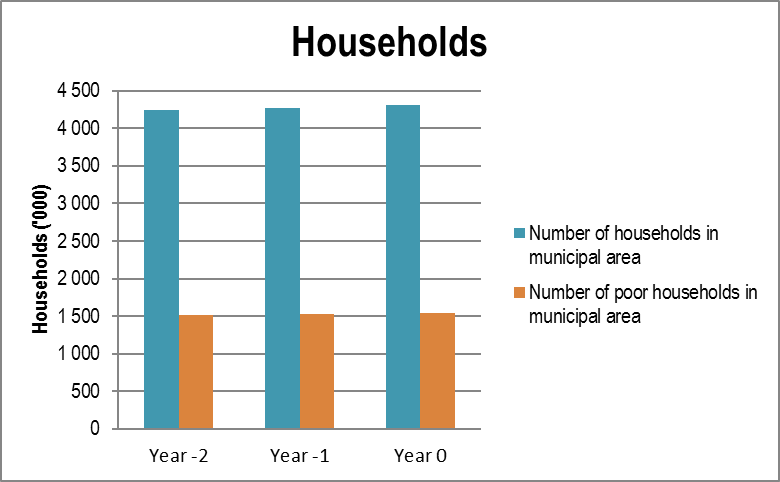 Households
4 500
4 000
3 500
3 000
2 500
2 000
1 500
1 000
500
0
Households ('000)
Year -2
Year -1
Year 0
Number of households in
municipal area
Number of poor households in
municipal area